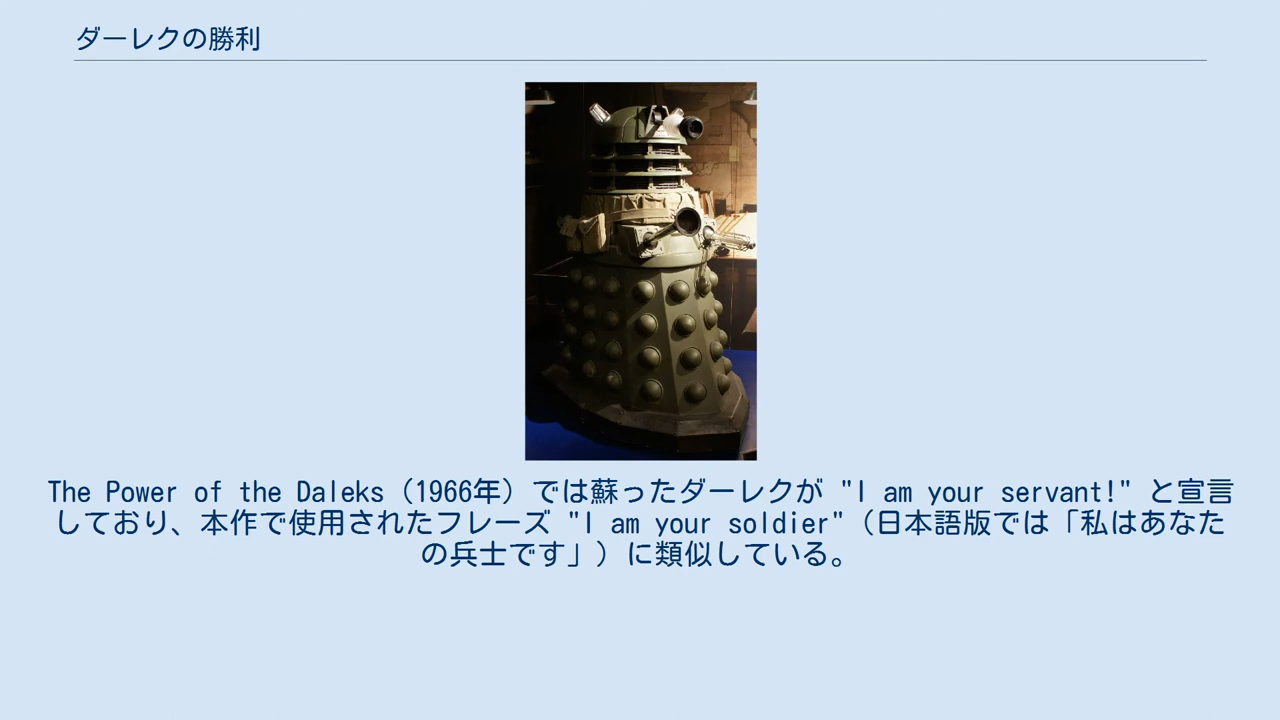 ダーレクの勝利
The Power of the Daleks（1966年）では蘇ったダーレクが "I am your servant!" と宣言
しており、本作で使用されたフレーズ "I am your soldier"（日本語版では「私はあなた
の兵士です」）に類似している。